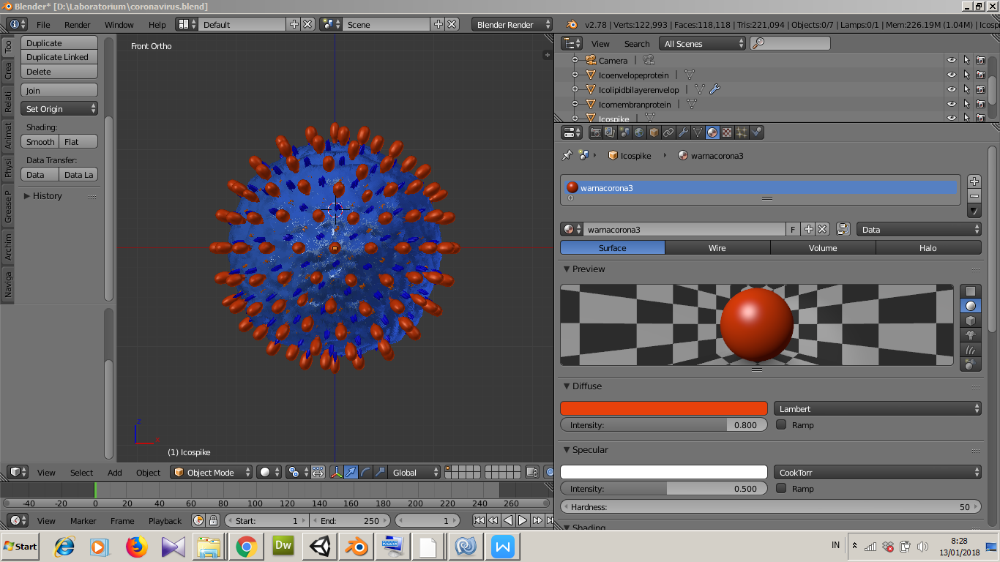 Blender* [D:\Laboratorium\coronavirus.blend]
File Render Window Help Default Scene Blender Render v2.78 | Verts:122,993 | Faces:118,118 | Tris:221,094 | Objects:0/7 | Lamps:0/1 | Mem:226.19M (1.04M) | Icospi
Too
Crea
Relati
Animat
Physi
Grease P
Archim
Naviga
Duplicate
Duplicate Linked
Delete
Join
Set Origin
Shading:
Smooth Flat
Data Transfer:
Data Data La
History
Front Ortho
z
x
(1) Icospike
View Select Add Object Object Mode Global
-40 -20 0 20 40 60 80 100 120 140 160 180 200 220 240 260
View Marker Frame Playback Start: 1 End: 250 1
View Search All Scenes
Camera
Icoenvelopeprotein
Icolipidbilayerenvelop
Icomembranprotein
Icospike
Icospike warnacorona3
warnacorona3
warnacorona3 F Data
Surface Wire Volume Halo
Preview
Diffuse
Lambert
Intensity: 0.800 Ramp
Specular
CookTorr
Intensity: 0.500 Ramp
Hardness: 50
Shading
Start Dw W IN 8:28
13/01/2018